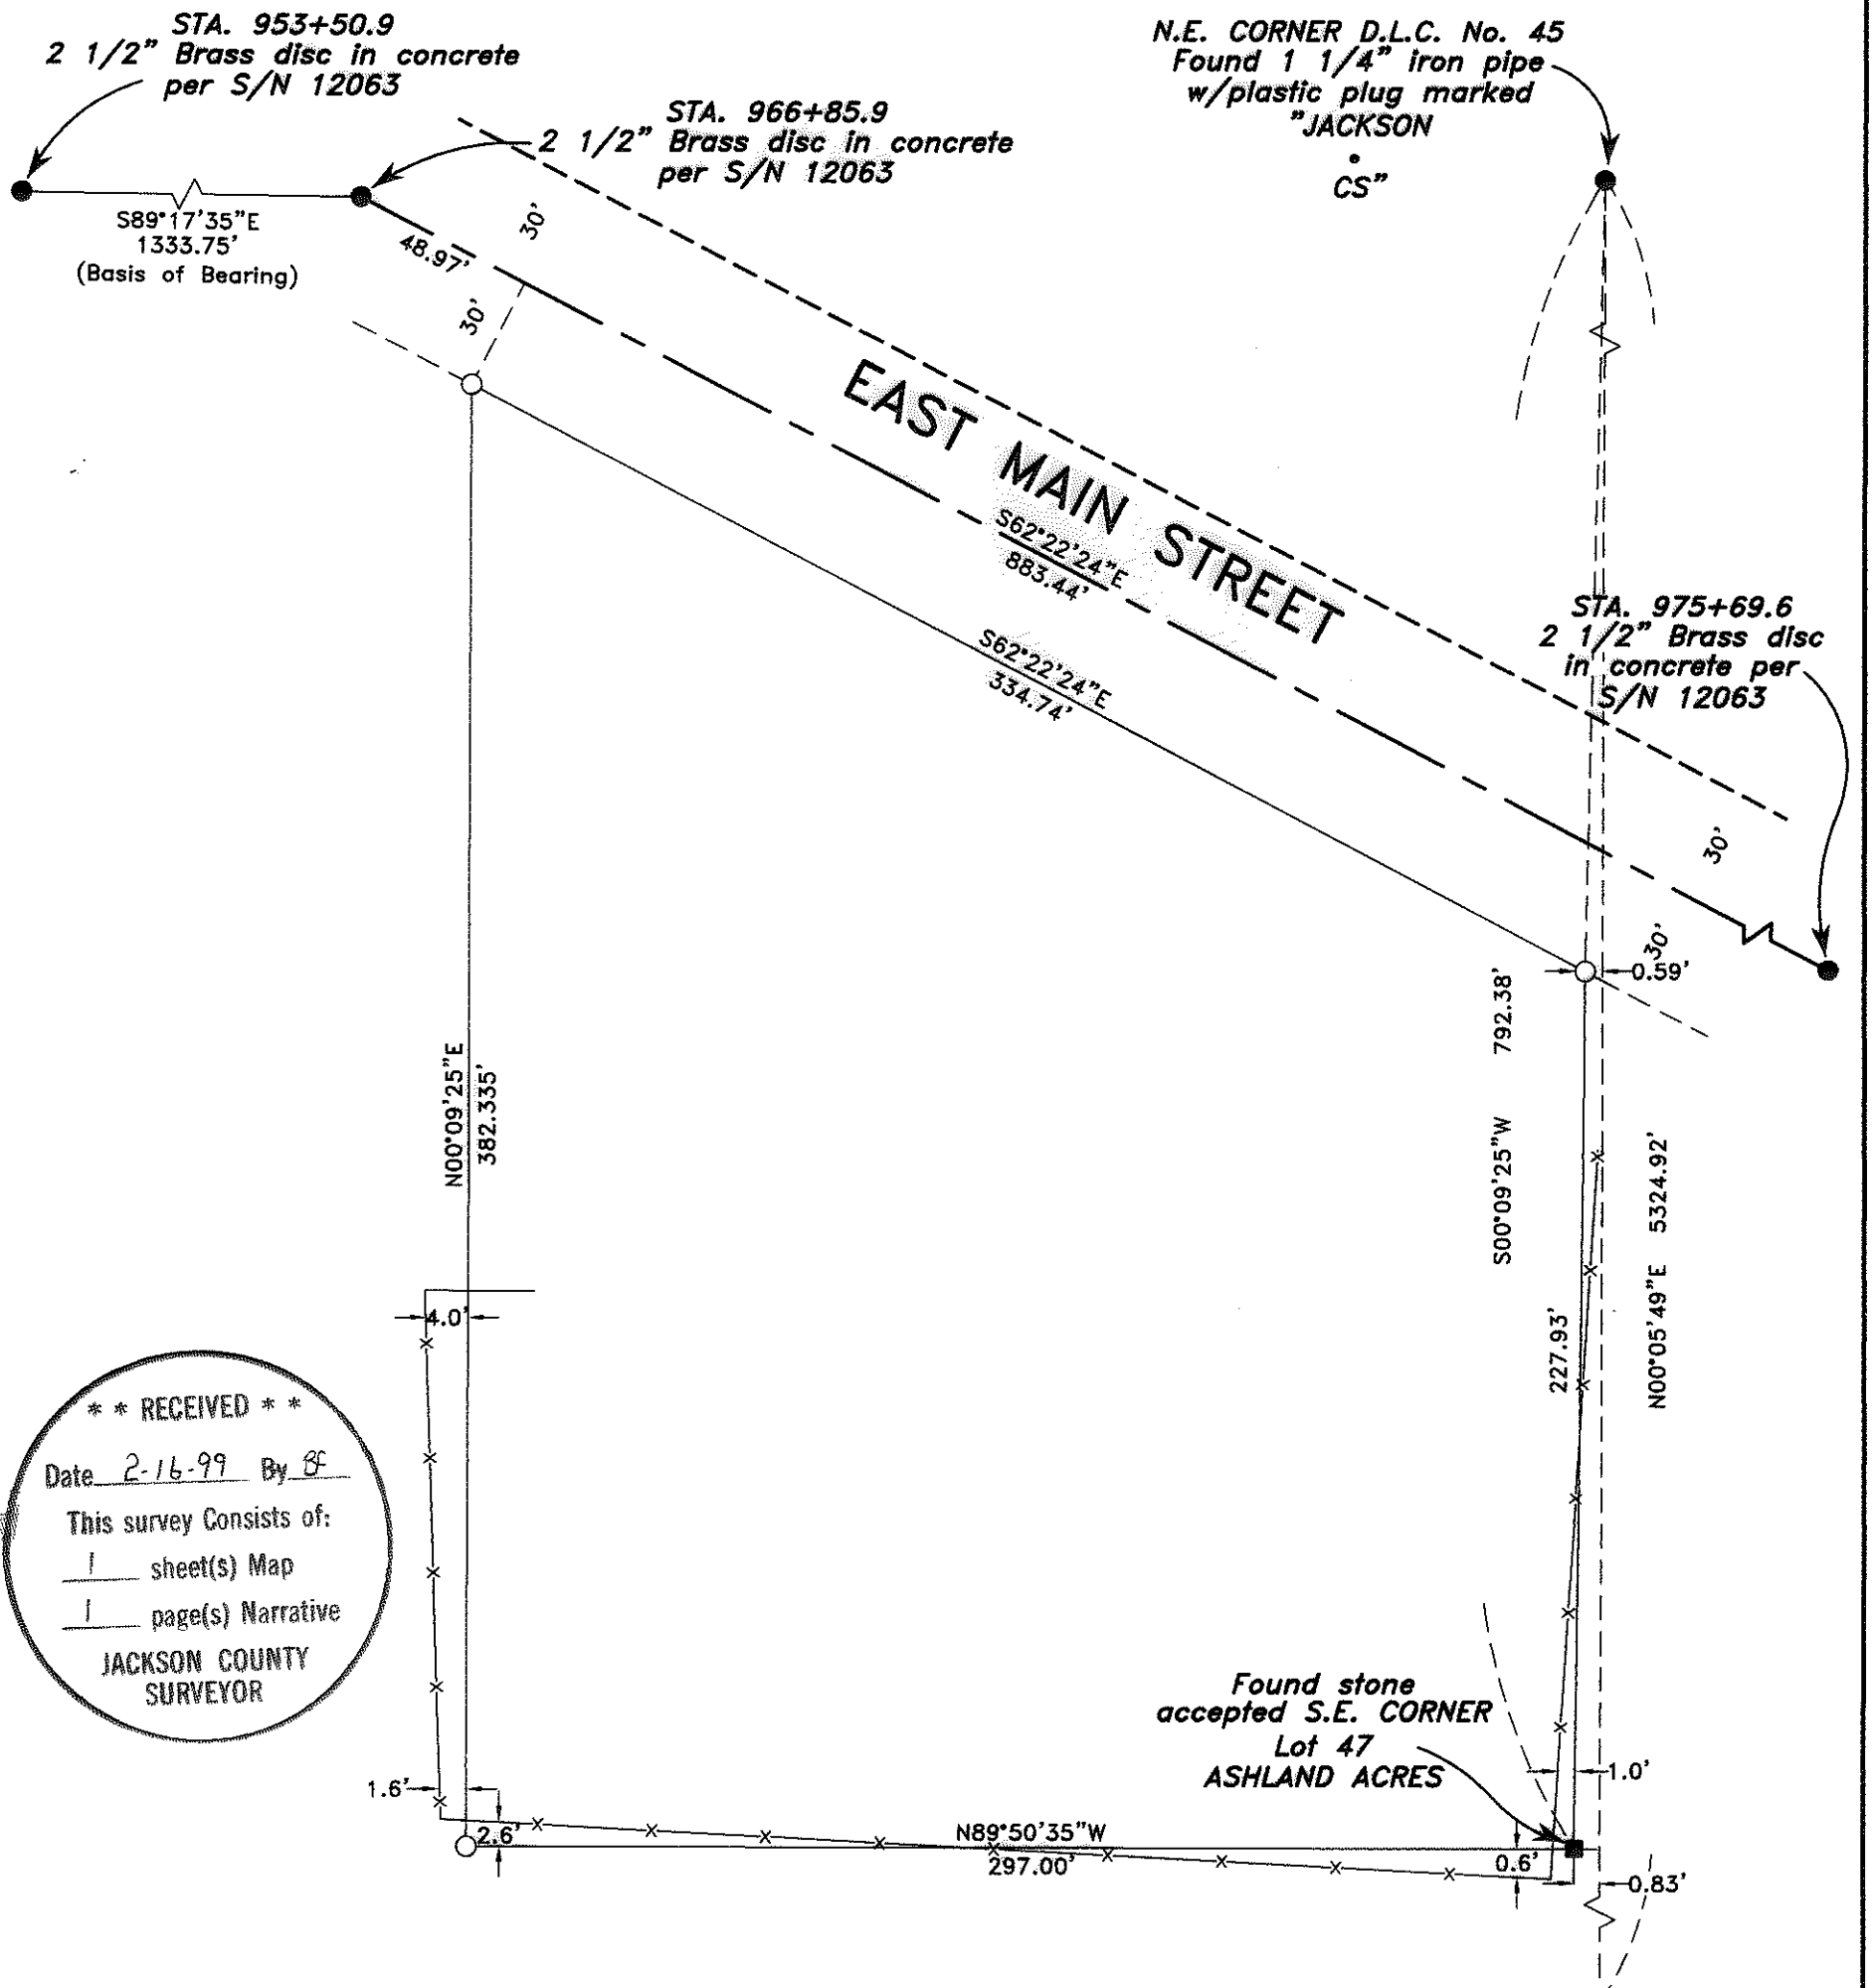 STA. 953+50.9
2 1/2" Brass disc in concrete
per S/N 12063
STA. 966+85.9
2 1/2" Brass disc in concrete
per S/N 12063
N.E. CORNER D.L.C. No. 45
Found 1 1/4" iron pipe
w/plastic plug marked
"JACKSON
•
CS"
S89°17'35"E
1333.75'
(Basis of Bearing)
48.97'
30'
30'
EAST MAIN STREET
S62°22'24"E
883.44'
S62°22'24"E
334.74'
STA. 975+69.6
2 1/2" Brass disc
in concrete per
S/N 12063
30'
30'
0.59'
N00°09'25"E
382.335'
S00°09'25"W 792.38'
227.93'
N00°05'49"E 5324.92'
4.0'
* * RECEIVED * *
Date 2-16-99 By BF
This survey Consists of:
1 sheet(s) Map
1 page(s) Narrative
JACKSON COUNTY
SURVEYOR
Found stone
accepted S.E. CORNER
Lot 47
ASHLAND ACRES
1.0'
1.6'
2.6'
N89°50'35"W
297.00'
0.6'
0.83'